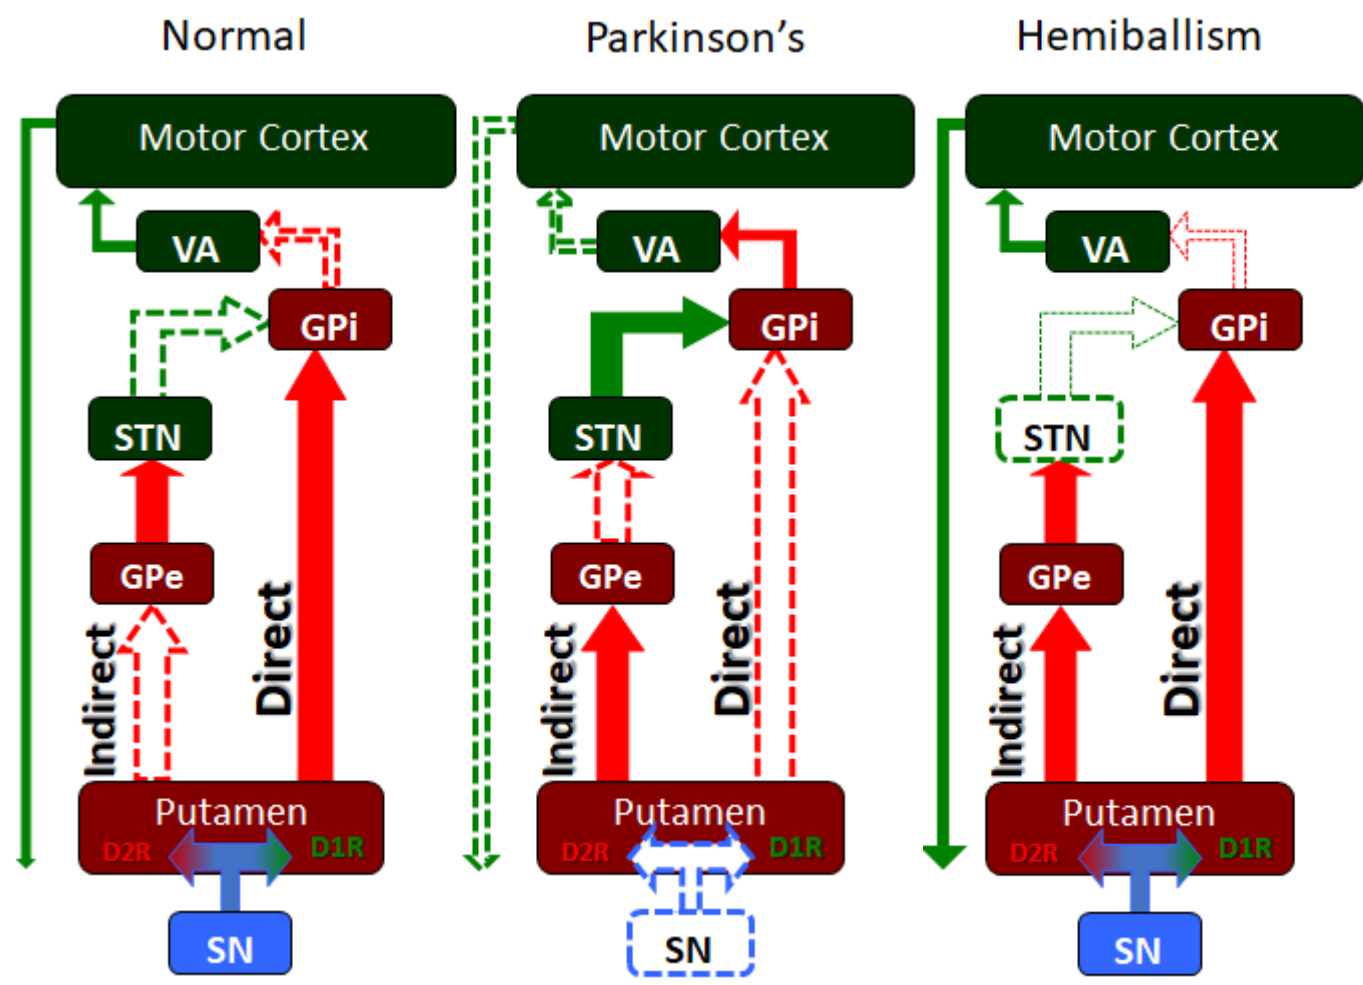 Normal
Motor Cortex
VA
GPi
STN
GPe
Indirect
Direct
Putamen
D2R
D1R
SN
Parkinson’s
Motor Cortex
VA
GPi
STN
GPe
Indirect
Direct
Putamen
D2R
D1R
SN
Hemiballism
Motor Cortex
VA
GPi
STN
GPe
Indirect
Direct
Putamen
D2R
D1R
SN